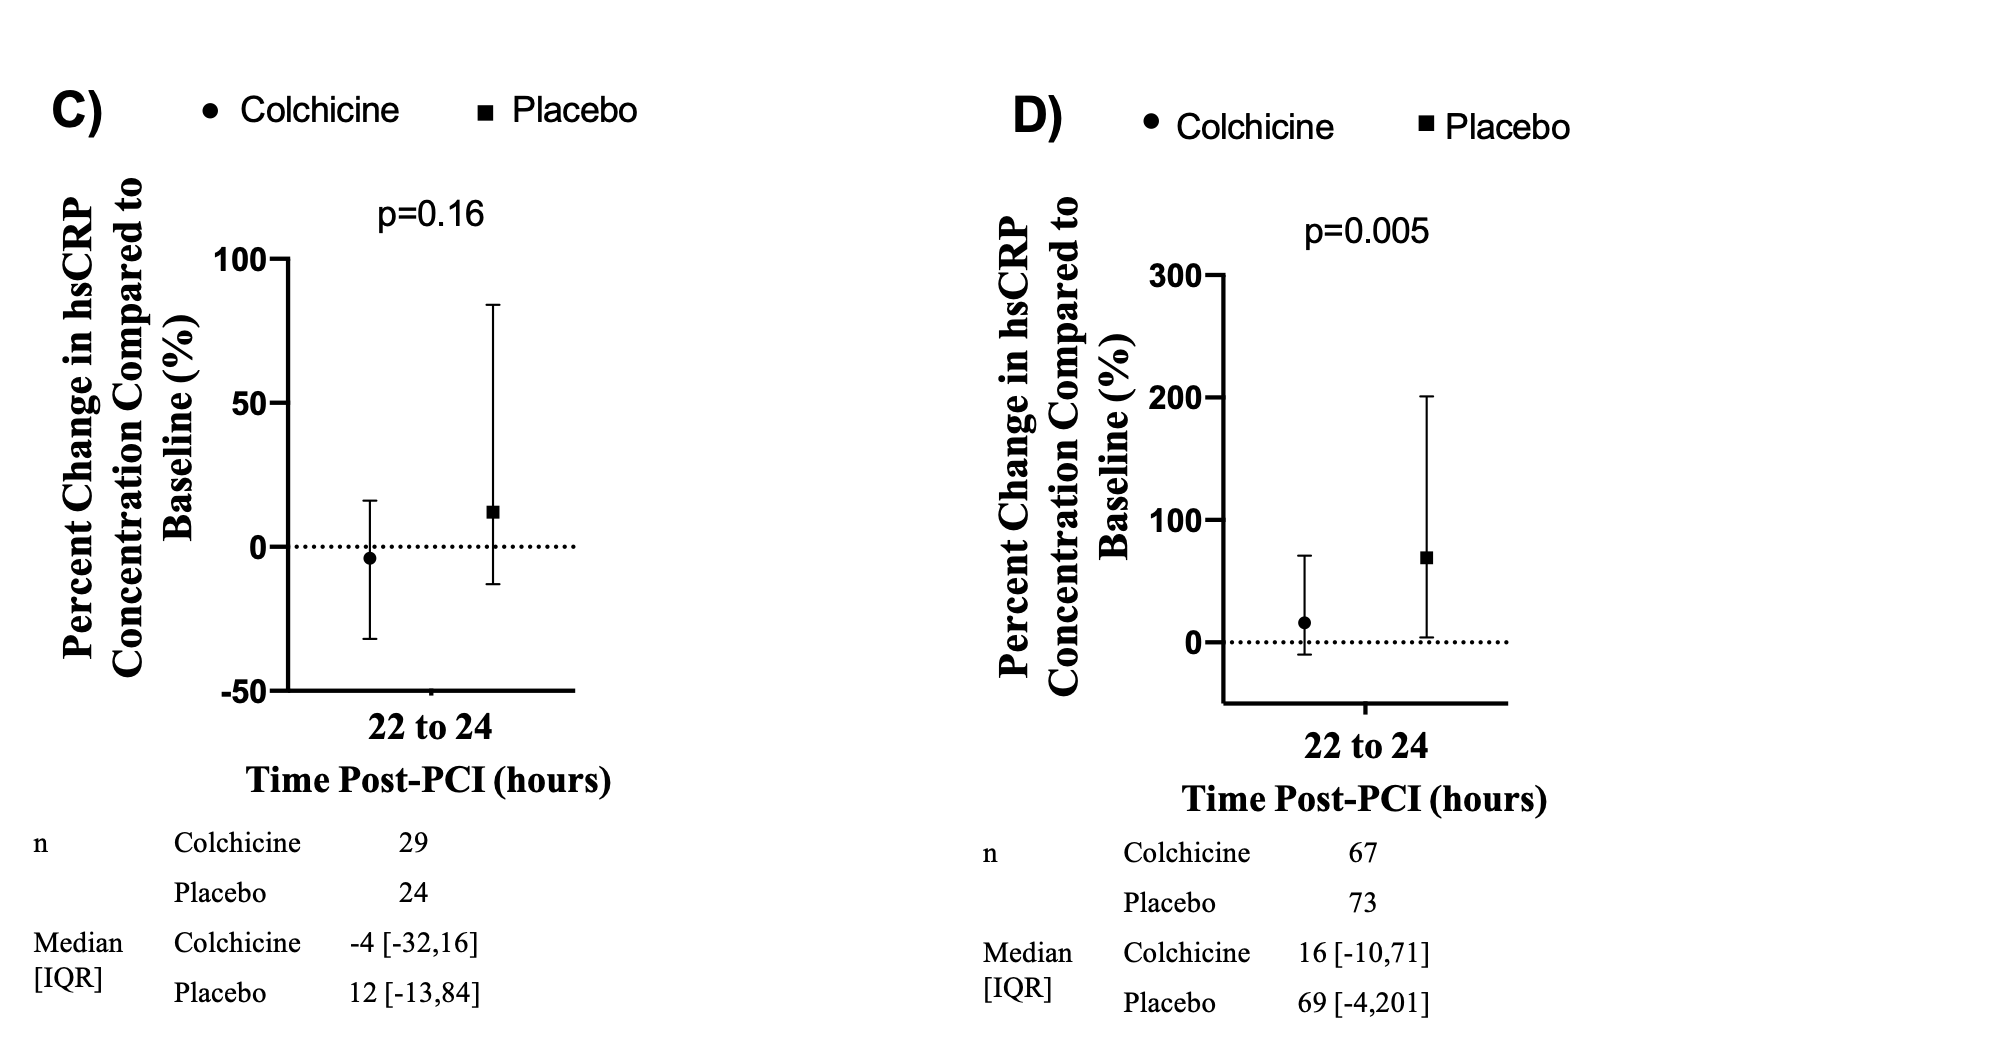 C)
Colchicine
Placebo
p=0.16
Percent Change in hsCRP
Concentration Compared to
Baseline (%)
100
50
0
-50
22 to 24
Time Post-PCI (hours)
n Colchicine 29
Placebo 24
Median Colchicine -4 [-32,16]
[IQR]
Placebo 12 [-13,84]
D)
Colchicine
Placebo
p=0.005
Percent Change in hsCRP
Concentration Compared to
Baseline (%)
300
200
100
0
22 to 24
Time Post-PCI (hours)
n Colchicine 67
Placebo 73
Median Colchicine 16 [-10,71]
[IQR]
Placebo 69 [-4,201]